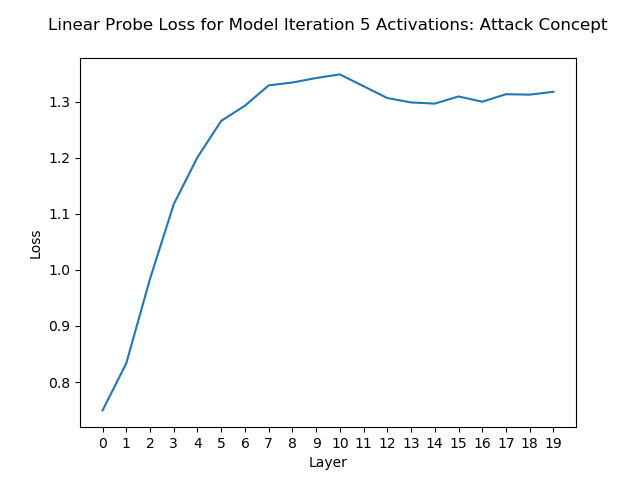 Linear Probe Loss for Model Iteration 5 Activations: Attack Concept
1.3
1.2
1.1
1.0
0.9
0.8
Loss
0 1 2 3 4 5 6 7 8 9 10 11 12 13 14 15 16 17 18 19
Layer